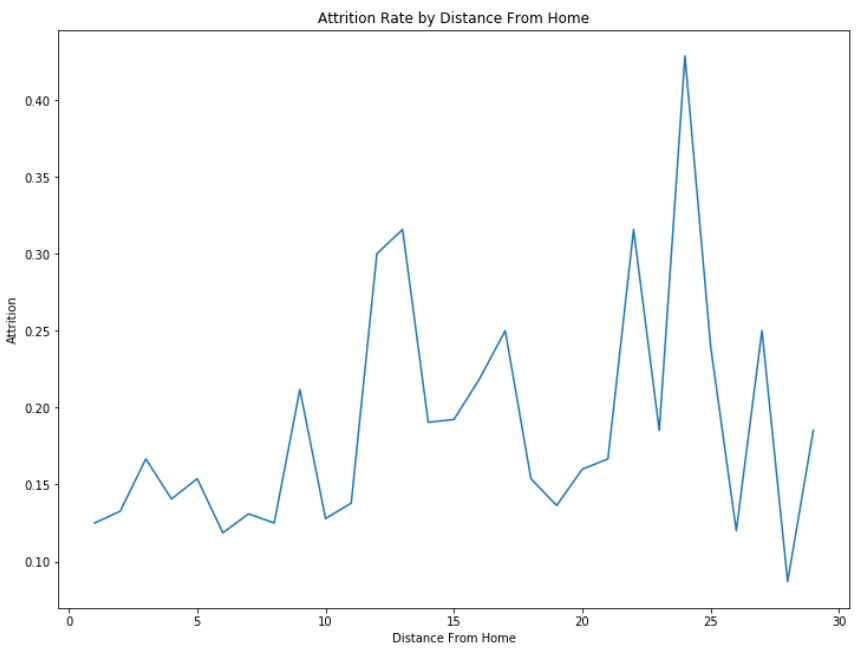 Attrition Rate by Distance From Home
0.40
0.35
0.30
Attrition
0.25
0.20
0.15
0.10
0 5 10 15 20 25 30
Distance From Home